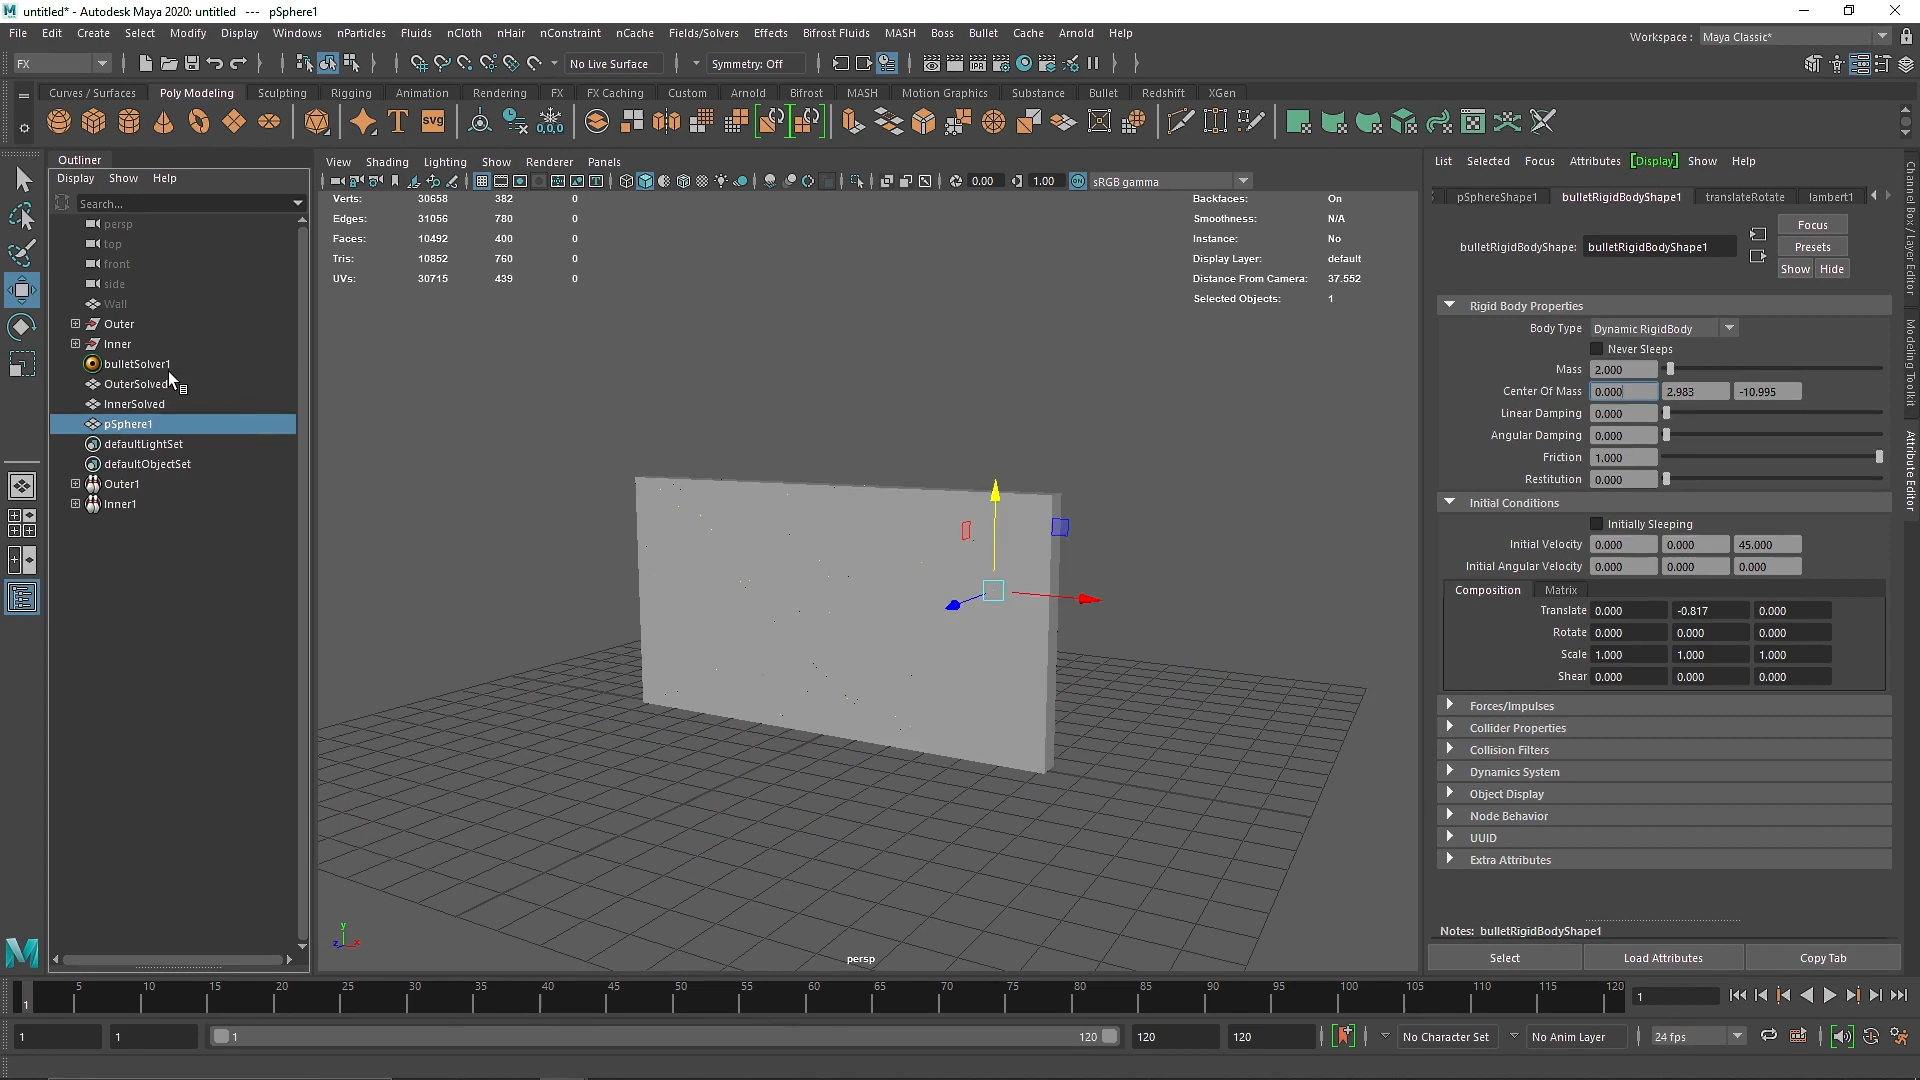 untitled* - Autodesk Maya 2020: untitled   ---   pSphere1
File Edit Create Select Modify Display Windows nParticles Fluids nCloth nHair nConstraint nCache Fields/Solvers Effects Bifrost Fluids MASH Boss Bullet Cache Arnold Help
Workspace : Maya Classic*
FX
No Live Surface
Symmetry: Off
Curves / Surfaces Poly Modeling Sculpting Rigging Animation Rendering FX FX Caching Custom Arnold Bifrost MASH Motion Graphics Substance Bullet Redshift XGen
T svg 0,0,0
Outliner
Display Show Help
Search...
persp
top
front
side
Wall
Outer
Inner
bulletSolver1
OuterSolved
InnerSolved
pSphere1
defaultLightSet
defaultObjectSet
Outer1
Inner1
View Shading Lighting Show Renderer Panels
IPR
0.00
1.00
ON
sRGB gamma
Verts: 30658 382 0
Edges: 31056 780 0
Faces: 10492 400 0
Tris: 10852 760 0
UVs: 30715 439 0
Backfaces: On
Smoothness: N/A
Instance: No
Display Layer: default
Distance From Camera: 37.552
Selected Objects: 1
y
z x
persp
List Selected Focus Attributes [Display] Show Help
pSphereShape1 bulletRigidBodyShape1 translateRotate lambert1
bulletRigidBodyShape: bulletRigidBodyShape1
Focus
Presets
Show Hide
Rigid Body Properties
Body Type Dynamic RigidBody
Never Sleeps
Mass 2.000
Center Of Mass 0.000 2.983 -10.995
Linear Damping 0.000
Angular Damping 0.000
Friction 1.000
Restitution 0.000
Initial Conditions
Initially Sleeping
Initial Velocity 0.000 0.000 45.000
Initial Angular Velocity 0.000 0.000 0.000
Composition Matrix
Translate 0.000 -0.817 0.000
Rotate 0.000 0.000 0.000
Scale 1.000 1.000 1.000
Shear 0.000 0.000 0.000
Forces/Impulses
Collider Properties
Collision Filters
Dynamics System
Object Display
Node Behavior
UUID
Extra Attributes
Notes: bulletRigidBodyShape1
Select Load Attributes Copy Tab
Channel Box / Layer Editor
Modeling Toolkit
Attribute Editor
5 10 15 20 25 30 35 40 45 50 55 60 65 70 75 80 85 90 95 100 105 110 115 120
1
1
1 1 1 120 120 120
No Character Set
No Anim Layer
24 fps